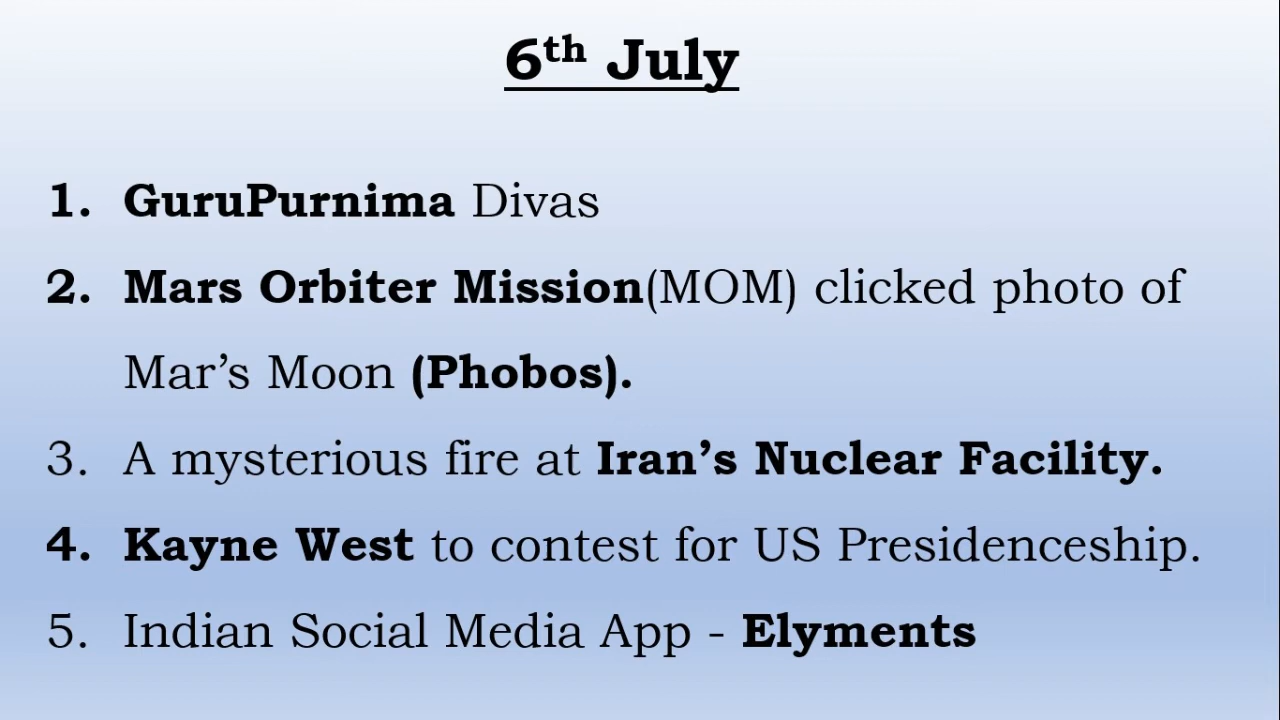 6th July
1. GuruPurnima Divas
2. Mars Orbiter Mission(MOM) clicked photo of
Mar’s Moon (Phobos).
3. A mysterious fire at Iran’s Nuclear Facility.
4. Kayne West to contest for US Presidenceship.
5. Indian Social Media App - Elyments